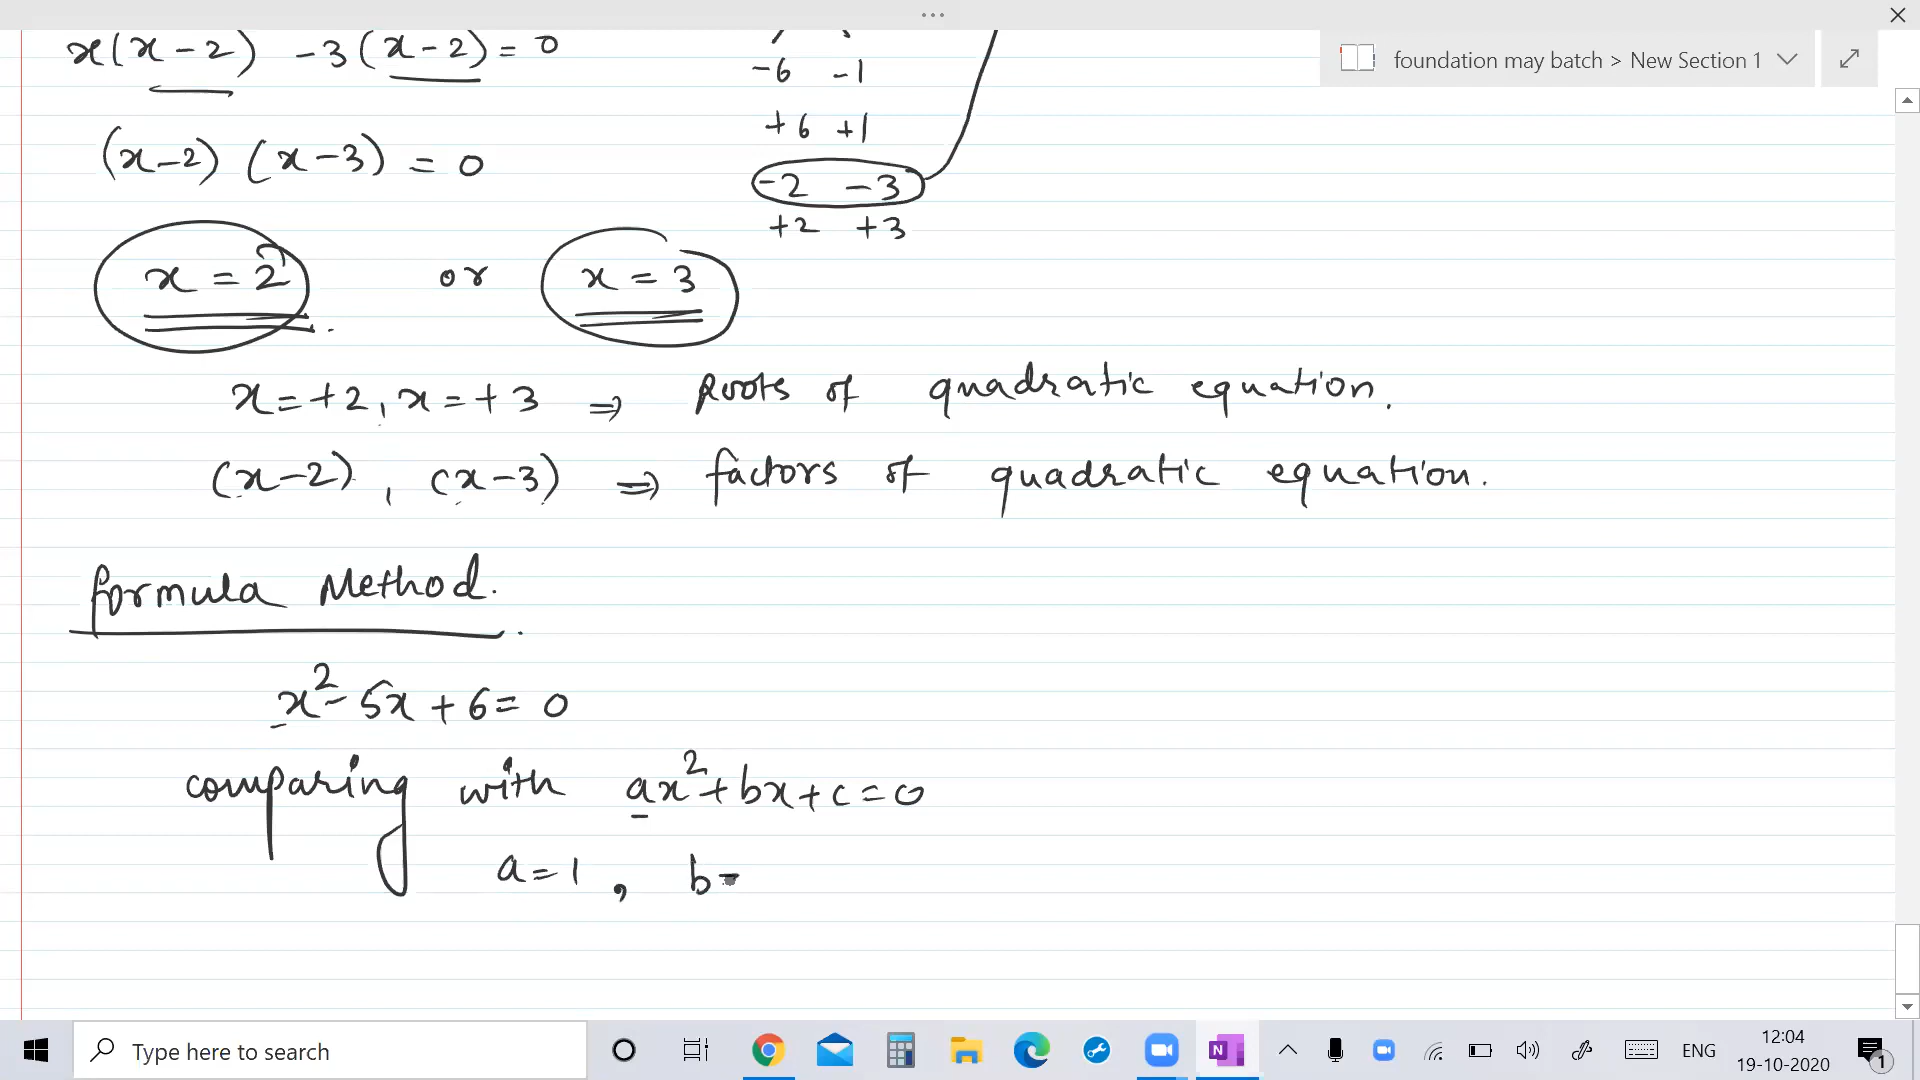 foundation may batch > New Section 1
x(x-2) -3(x-2) = 0
-6 -1
+6 +1
(x-2) (x-3) = 0
-2 -3
+2 +3
x = 2 or x = 3
x=+2, x=+3 ⇒ Roots of quadratic equation.
(x-2), (x-3) ⇒ factors of quadratic equation.
formula Method.
x²-5x+6=0
comparing with ax²+bx+c=0
a=1, b=
Type here to search
ENG
12:04
19-10-2020
1